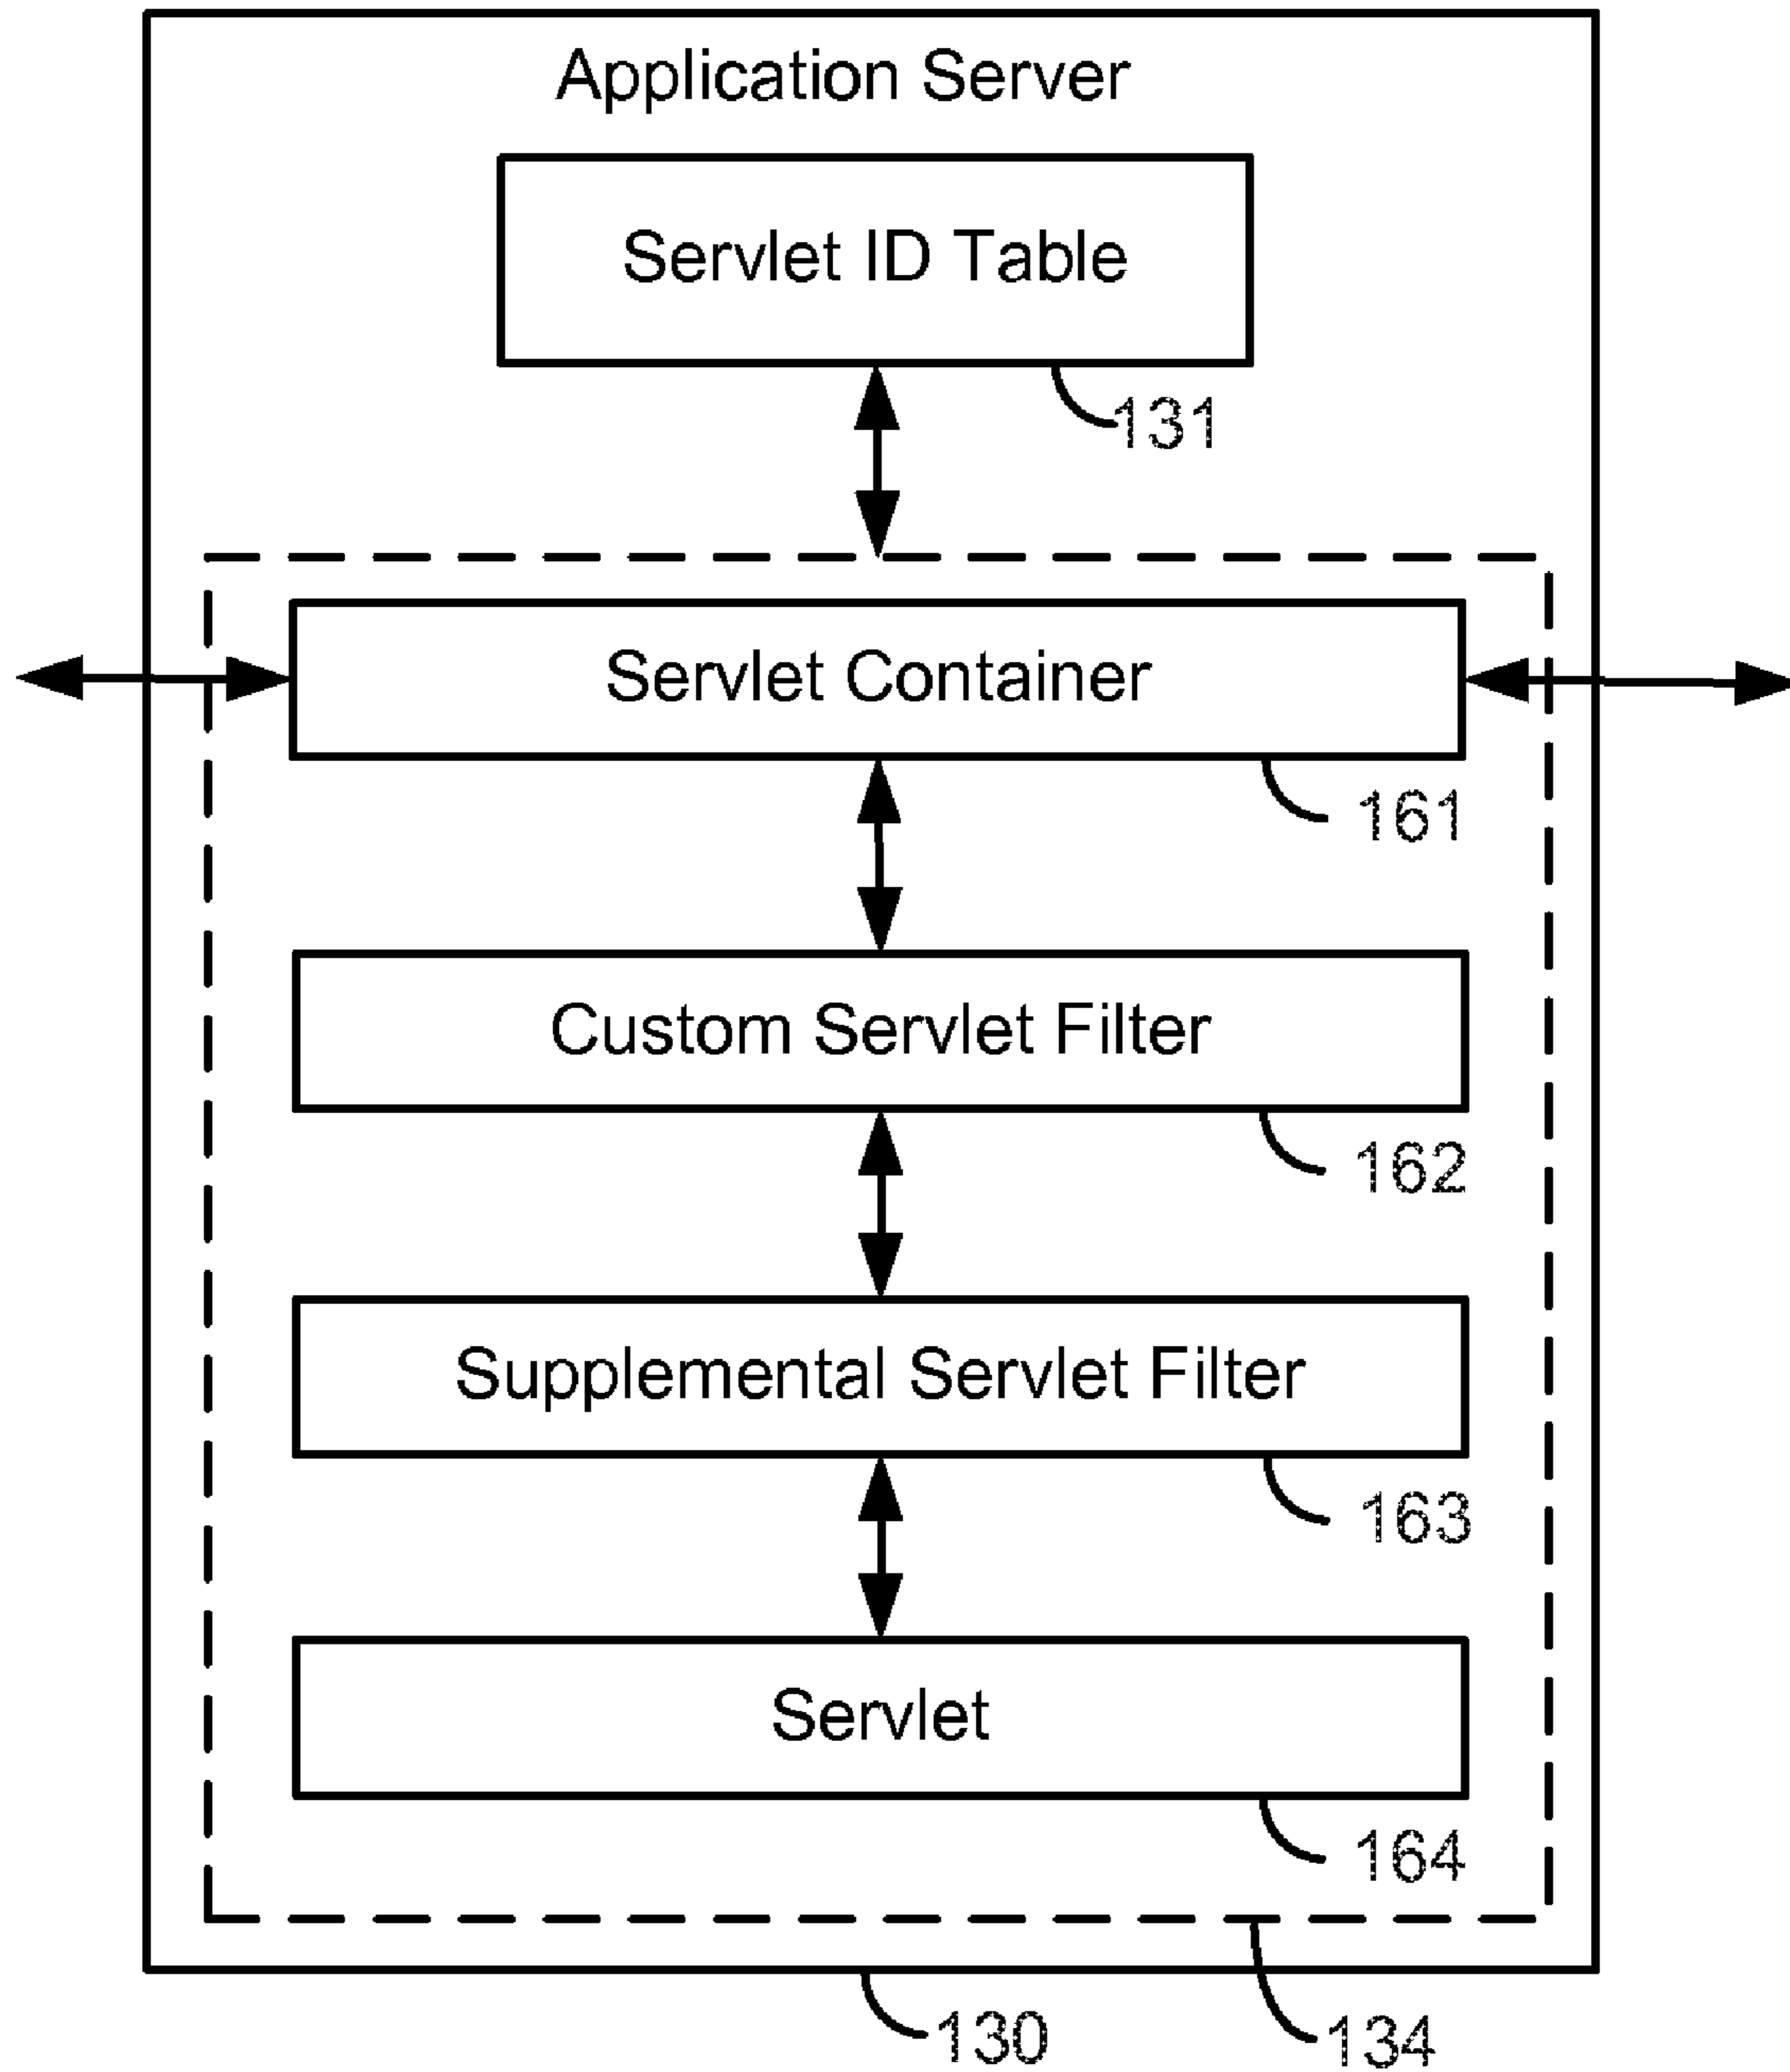 Application Server
Servlet ID Table
131
Servlet Container
161
Custom Servlet Filter
162
Supplemental Servlet Filter
163
Servlet
164
130
134